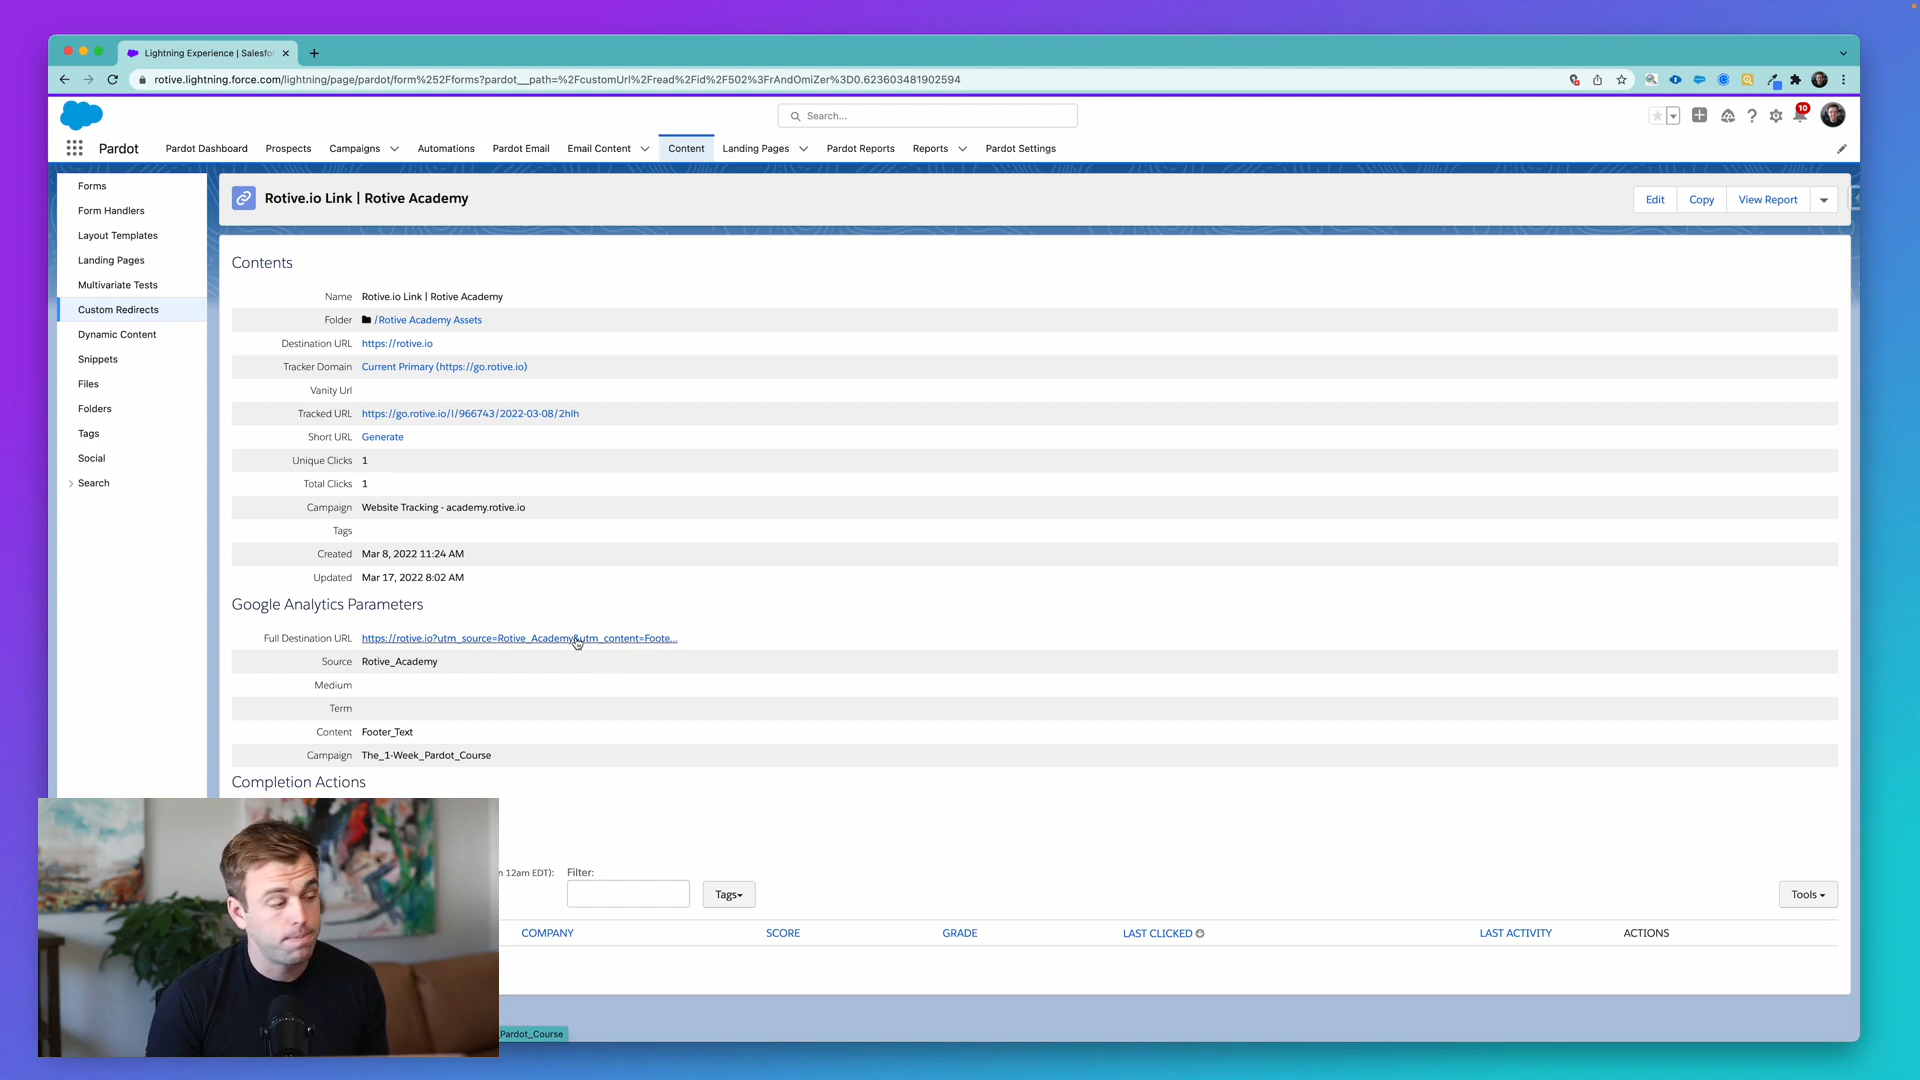 Lightning Experience | Salesfor
rotive.lightning.force.com/lightning/page/pardot/form%252Fforms?pardot__path=%2FcustomUrl%2Fread%2Fid%2F502%3FrAndOmiZer%3D0.623603481902594
Search...
10
Pardot
Pardot Dashboard
Prospects
Campaigns
Automations
Pardot Email
Email Content
Content
Landing Pages
Pardot Reports
Reports
Pardot Settings
Forms
Form Handlers
Layout Templates
Landing Pages
Multivariate Tests
Custom Redirects
Dynamic Content
Snippets
Files
Folders
Tags
Social
Search
Rotive.io Link | Rotive Academy
Edit
Copy
View Report
Contents
Name Rotive.io Link | Rotive Academy
Folder /Rotive Academy Assets
Destination URL https://rotive.io
Tracker Domain Current Primary (https://go.rotive.io)
Vanity Url
Tracked URL https://go.rotive.io/l/966743/2022-03-08/2hlh
Short URL Generate
Unique Clicks 1
Total Clicks 1
Campaign Website Tracking - academy.rotive.io
Tags
Created Mar 8, 2022 11:24 AM
Updated Mar 17, 2022 8:02 AM
Google Analytics Parameters
Full Destination URL https://rotive.io?utm_source=Rotive_Academy&utm_content=Foote...
Source Rotive_Academy
Medium
Term
Content Footer_Text
Campaign The_1-Week_Pardot_Course
Completion Actions
n 12am EDT):
Filter:
Tags
Tools
COMPANY
SCORE
GRADE
LAST CLICKED
LAST ACTIVITY
ACTIONS
Pardot_Course